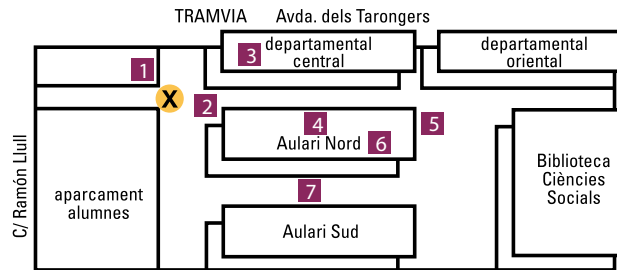 TRAMVIA Avda. dels Tarongers
departamental
central
departamental
oriental
1
3
X
2
4
5
Aulari Nord
6
C/ Ramón Llull
aparcament
alumnes
Biblioteca
Ciències
Socials
7
Aulari Sud